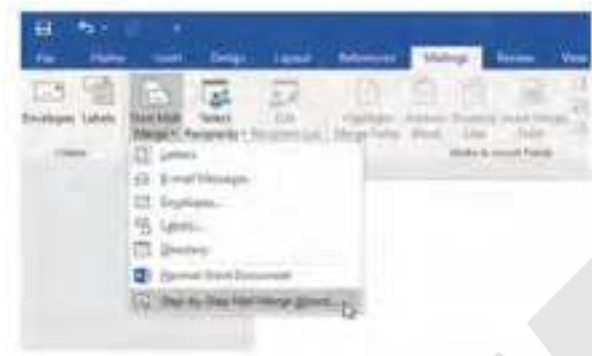 File Home Insert Design Layout References Mailings Review View
Envelopes Labels Start Mail Select Edit Highlight Address Greeting Insert Merge
Merge Recipients Recipient List Merge Fields Block Line Field
Create Write & Insert Fields
Letters
E-mail Messages
Envelopes...
Labels...
Directory
Normal Word Document
Step-by-Step Mail Merge Wizard...